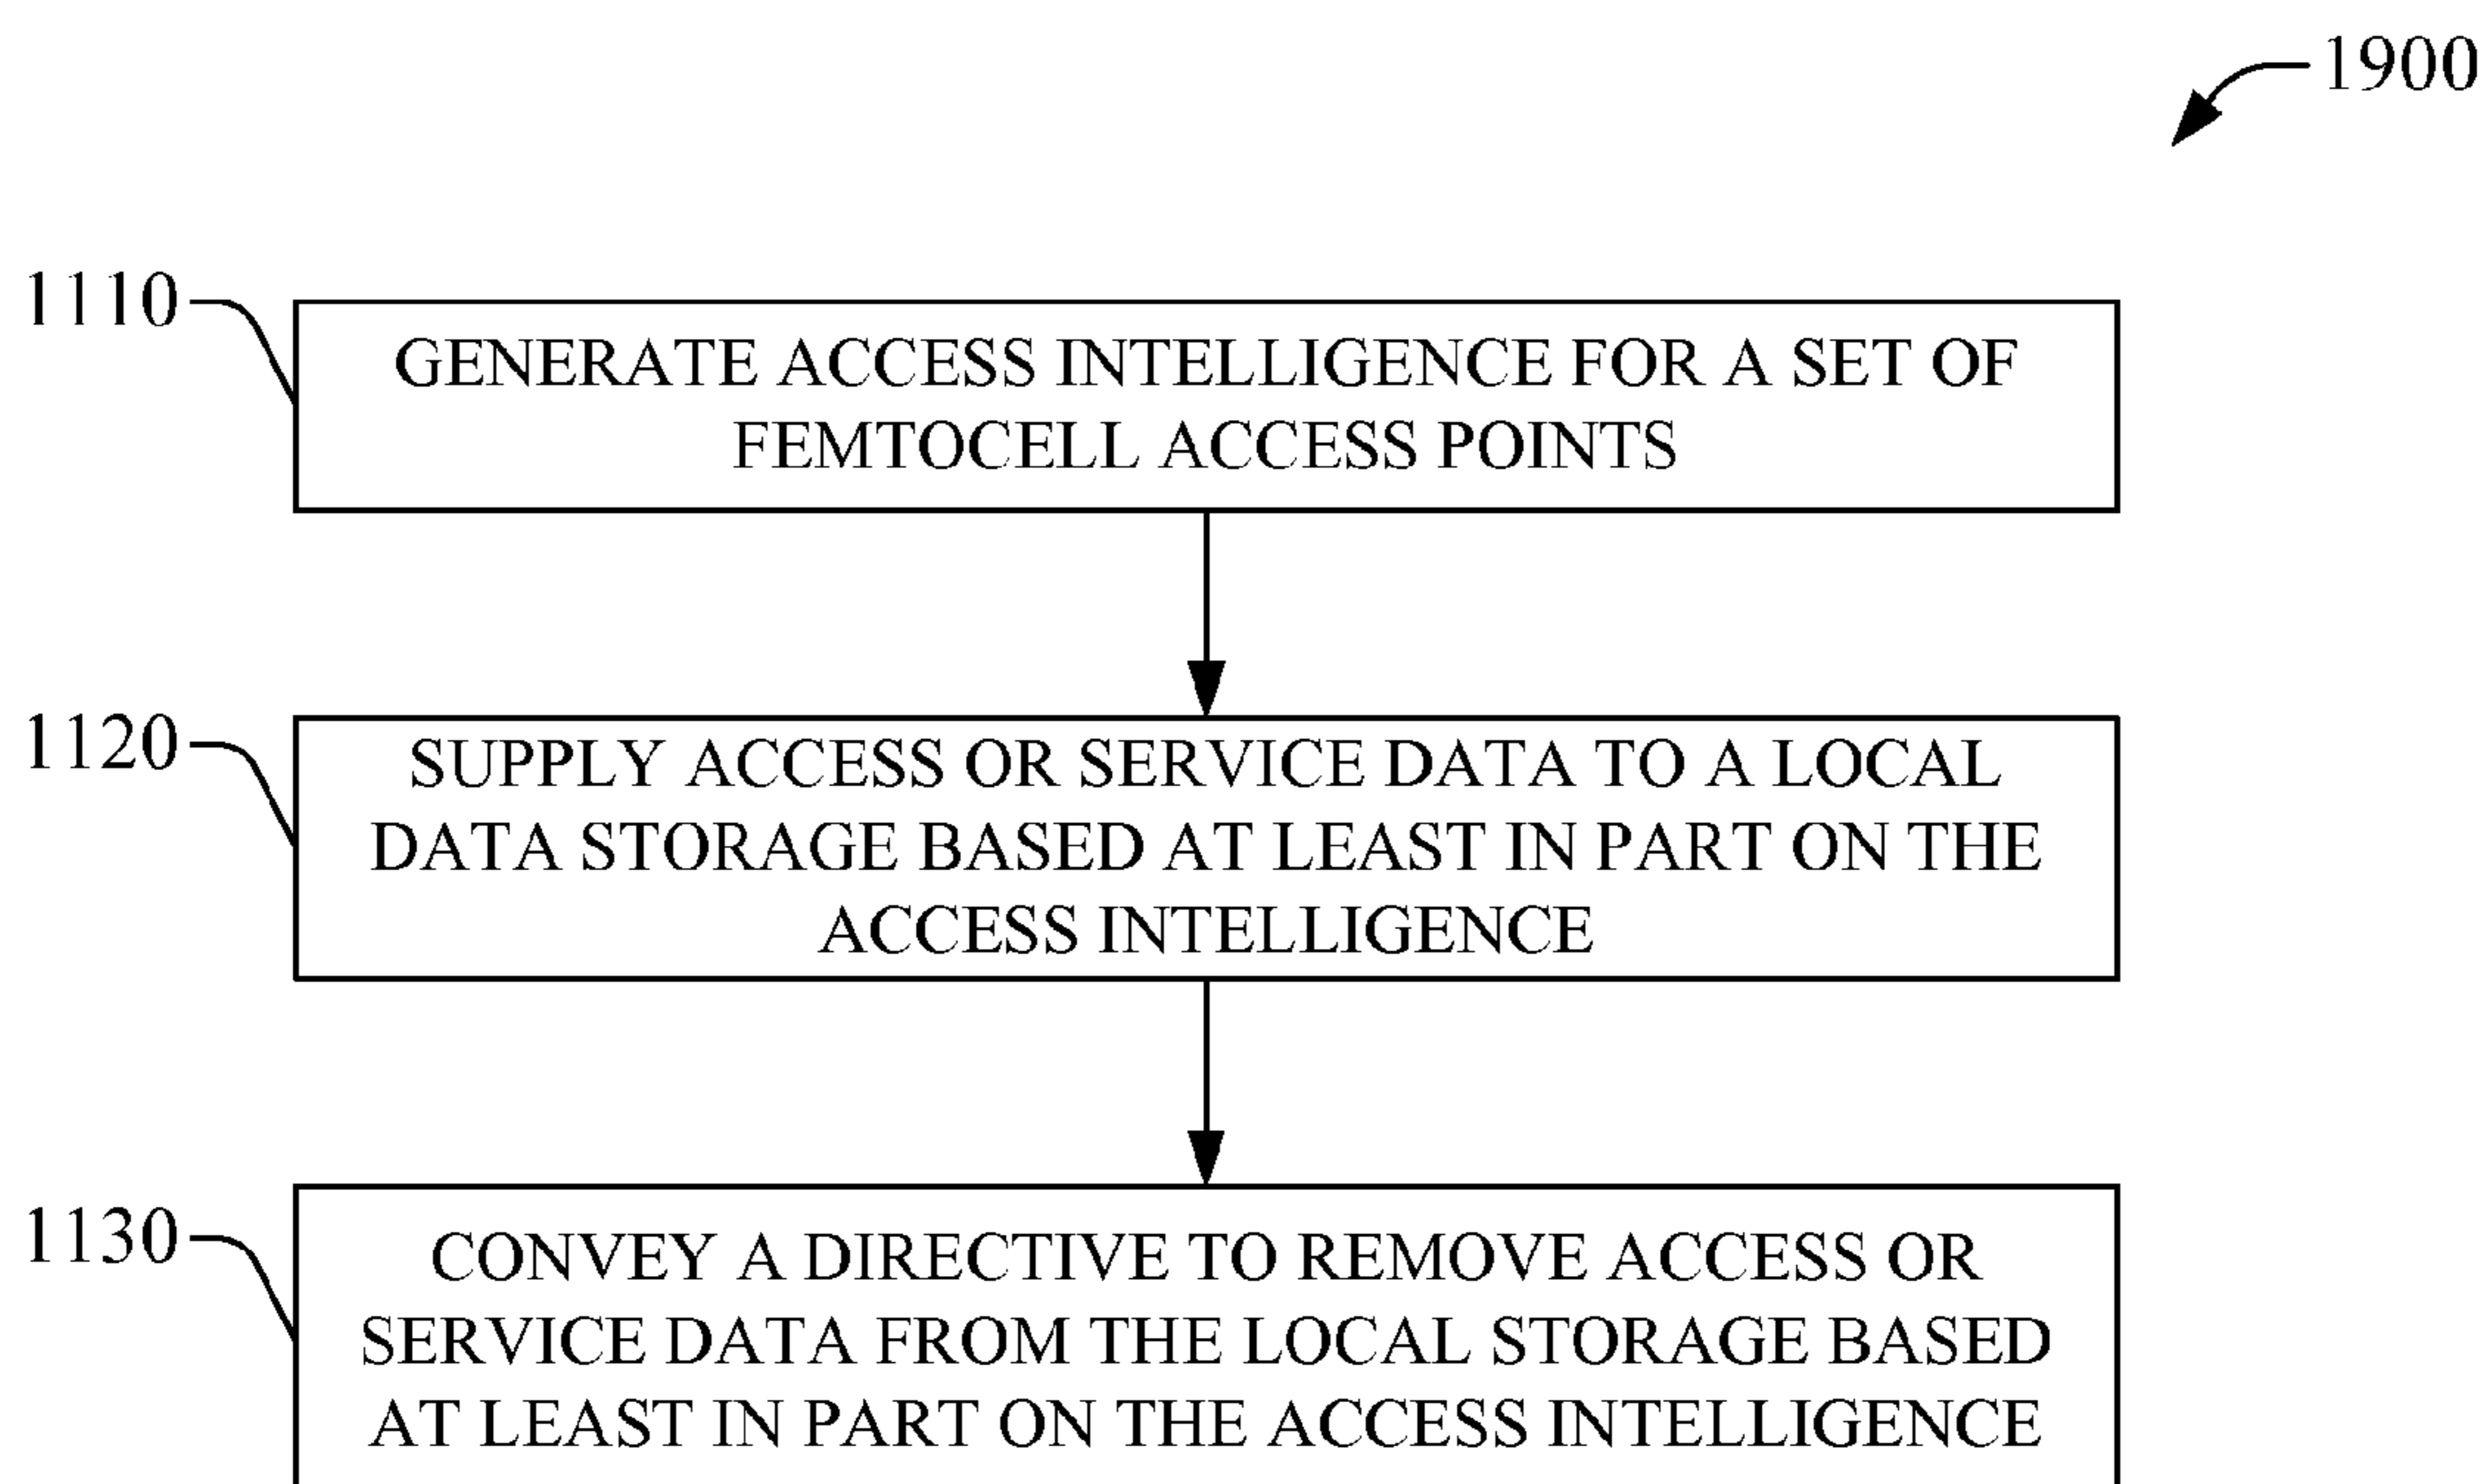 1900
1110
GENERATE ACCESS INTELLIGENCE FOR A SET OF
FEMTOCELL ACCESS POINTS
1120
SUPPLY ACCESS OR SERVICE DATA TO A LOCAL
DATA STORAGE BASED AT LEAST IN PART ON THE
ACCESS INTELLIGENCE
1130
CONVEY A DIRECTIVE TO REMOVE ACCESS OR
SERVICE DATA FROM THE LOCAL STORAGE BASED
AT LEAST IN PART ON THE ACCESS INTELLIGENCE